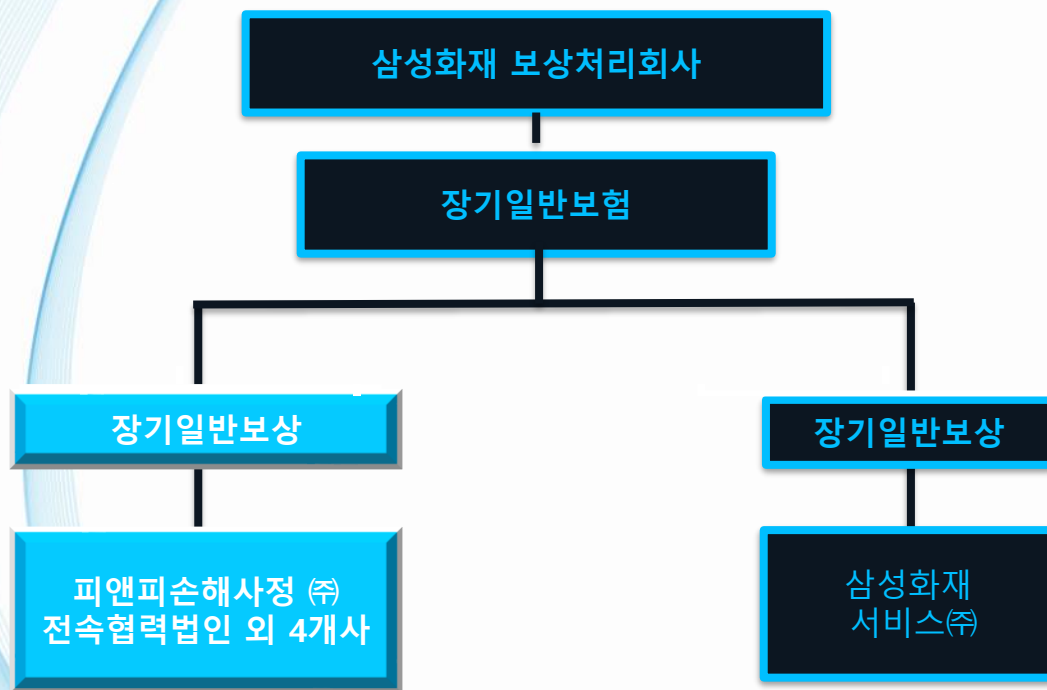 삼성화재 보상처리회사
장기일반보험
장기일반보상
장기일반보상
피앤피손해사정 ㈜
전속협력법인 외 4개사
삼성화재
서비스㈜